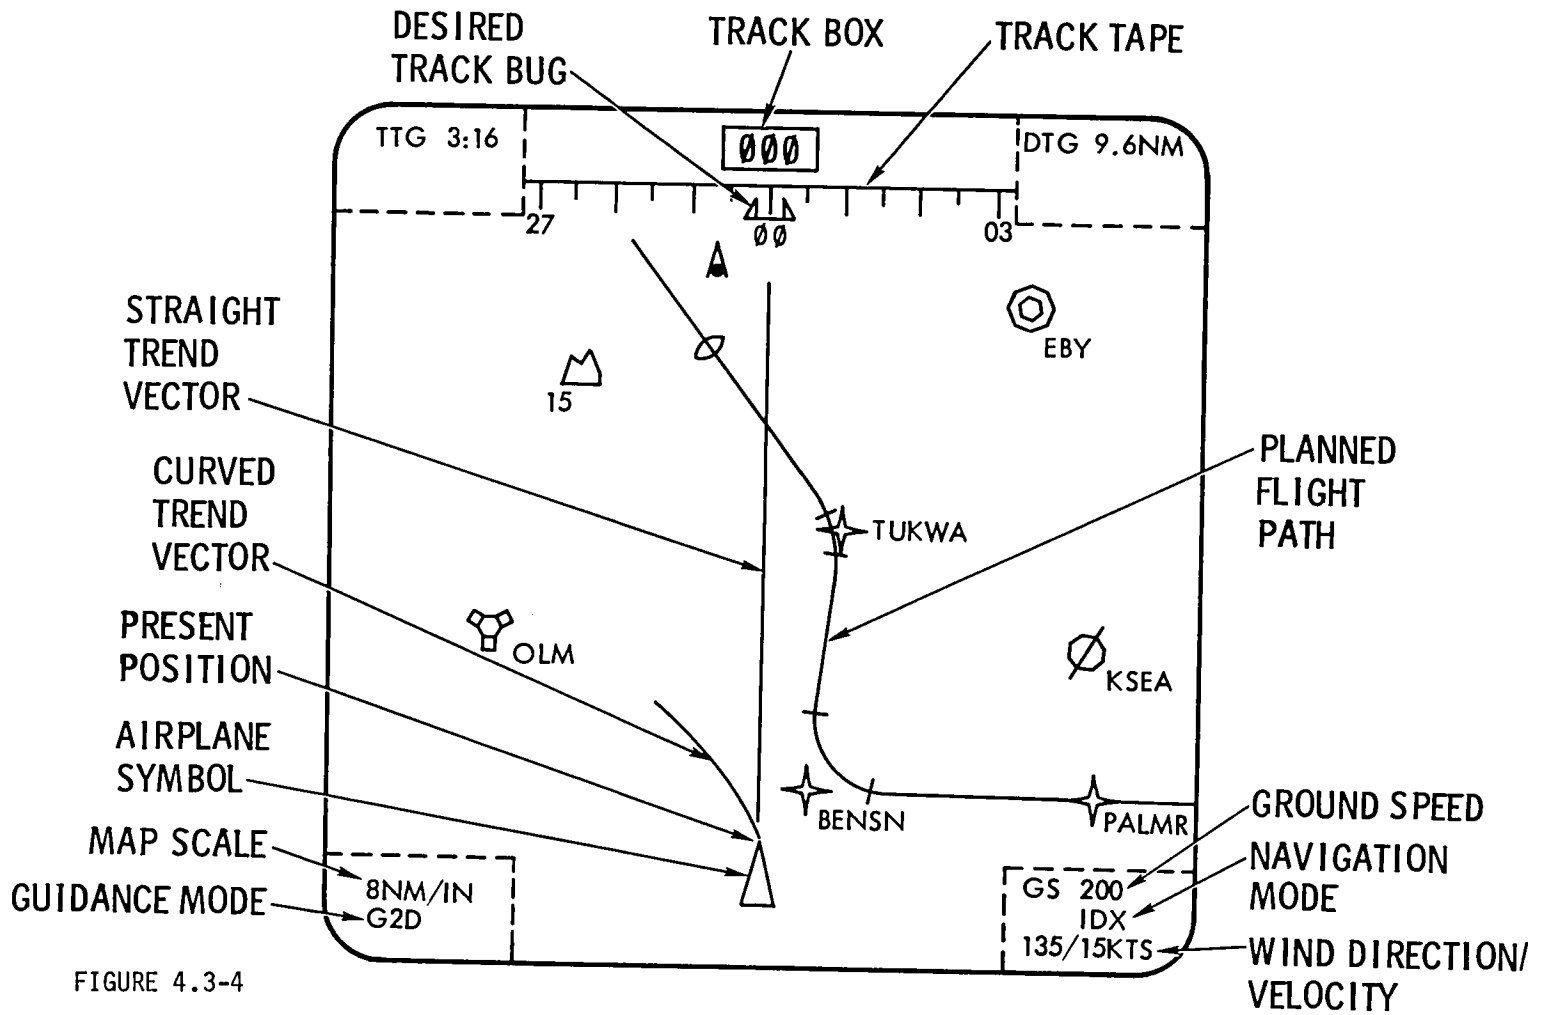 DESIRED
TRACK BUG
TRACK BOX
TRACK TAPE
TTG 3:16
000
DTG 9.6NM
27
00
03
STRAIGHT
TREND
VECTOR
EBY
15
CURVED
TREND
VECTOR
PLANNED
FLIGHT
PATH
TUKWA
PRESENT
POSITION
OLM
KSEA
AIRPLANE
SYMBOL
BENSN
PALMR
GROUND SPEED
MAP SCALE
8NM/IN
GS 200
NAVIGATION
MODE
GUIDANCE MODE
G2D
IDX
135/15KTS
WIND DIRECTION/
VELOCITY
FIGURE 4.3-4